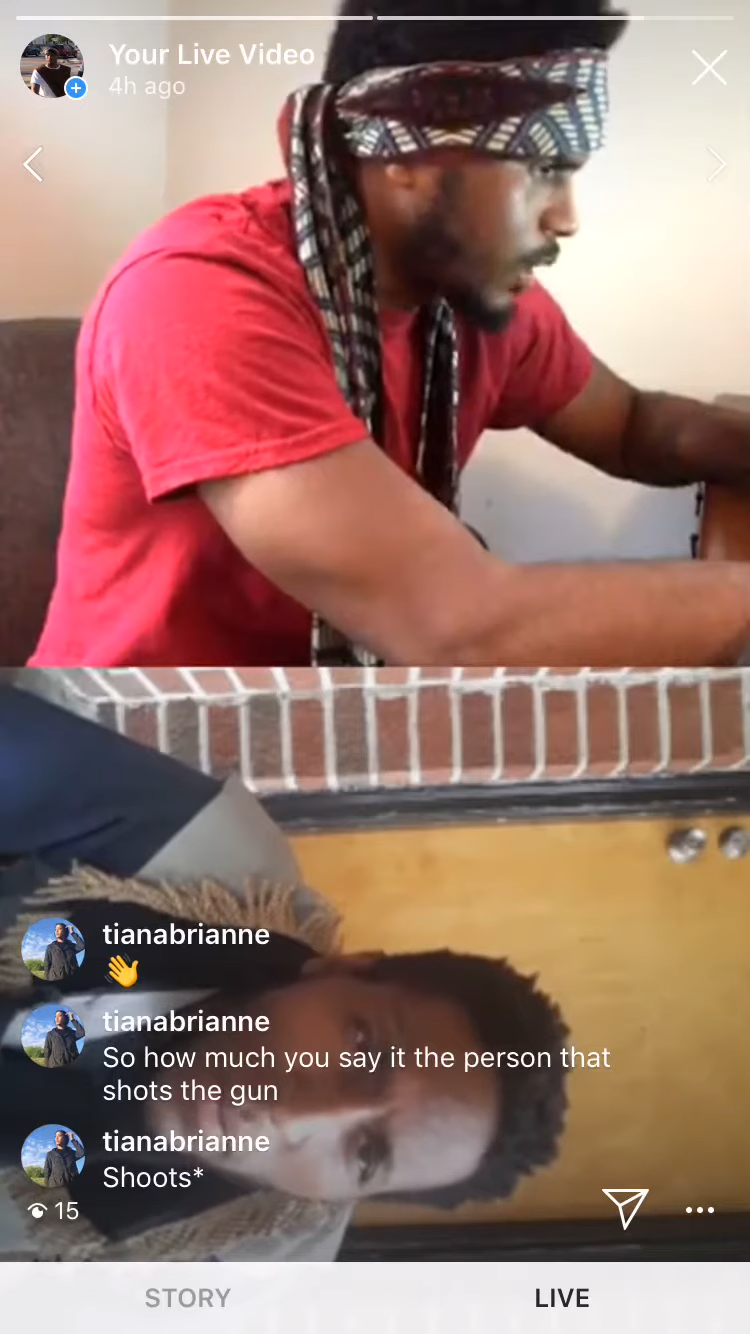 Your Live Video
4h ago
tianabrianne
👋
tianabrianne
So how much you say it the person that
shots the gun
tianabrianne
Shoots*
15
STORY
LIVE